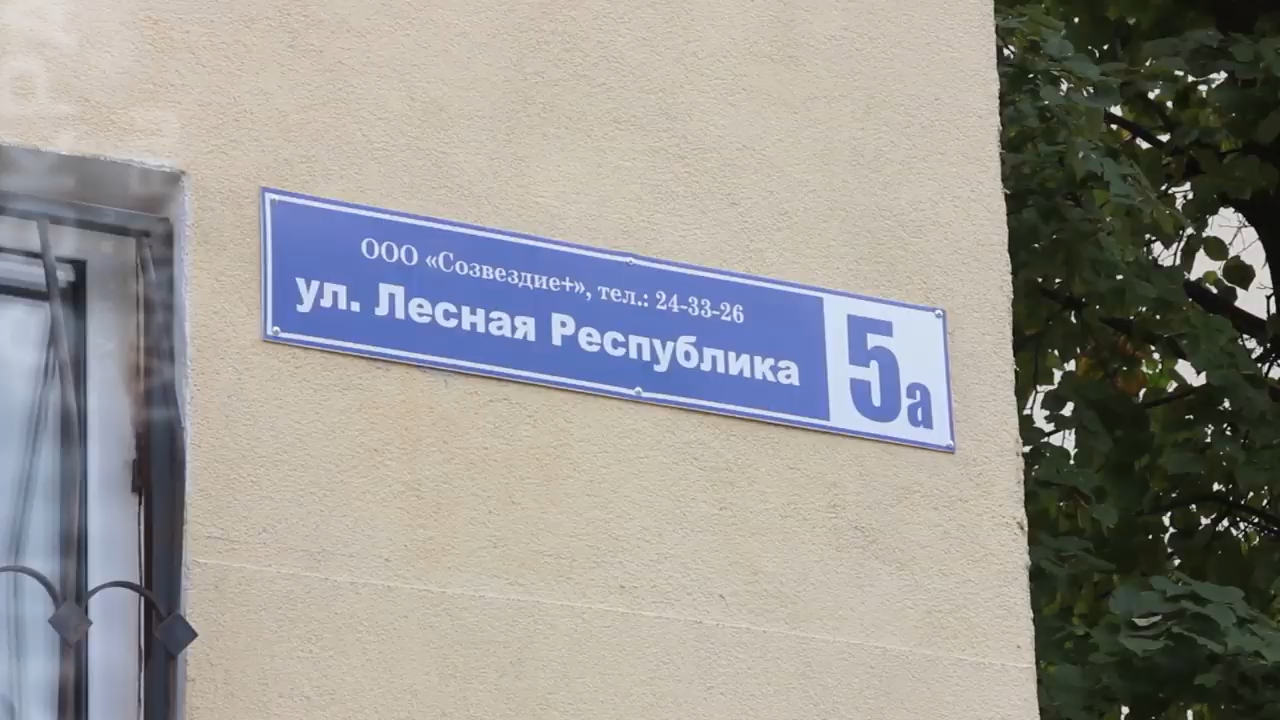 ООО «Созвездие+», тел.: 24-33-26
ул. Лесная Республика
5а